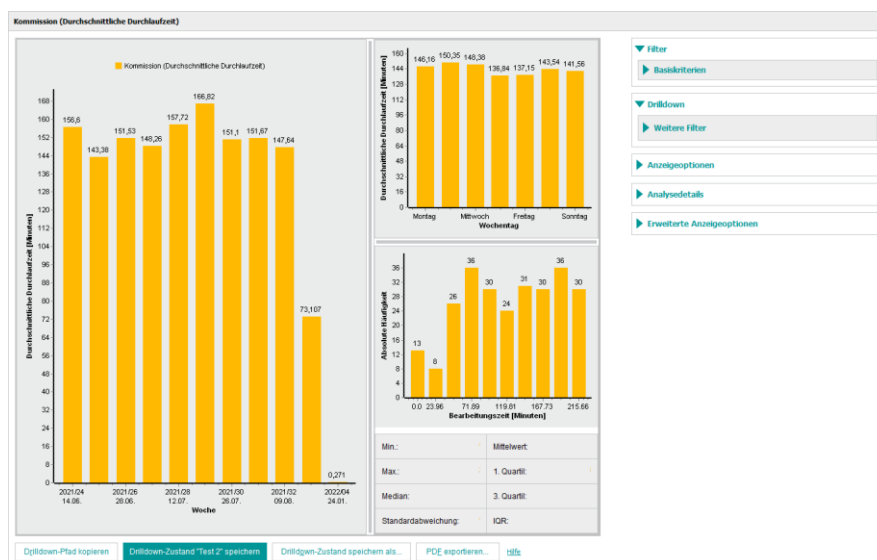 Kommission (Durchschnittliche Durchlaufzeit)
Kommission (Durchschnittliche Durchlaufzeit)
Durchschnittliche Durchlaufzeit [Minuten]
168
160
152
144
136
128
120
112
104
96
88
80
72
64
56
48
40
32
24
16
8
0
156,6
143,38
151,53
148,26
157,72
166,82
151,1
151,67
147,64
73,107
0,271
2021/24 2021/26 2021/28 2021/30 2021/32 2022/04
14.06. 28.06. 12.07. 26.07. 09.08. 24.01.
Woche
Durchschnittliche Durchlaufzeit [Minuten]
160
144
128
112
96
80
64
48
32
16
0
146,16 150,35 148,38 136,84 137,15 143,54 141,56
Montag Mittwoch Freitag Sonntag
Wochentag
Absolute Häufigkeit
36
32
28
24
20
16
12
8
4
0
13
8
26
36
30
24
31
30
36
30
0.0 23.96 71.89 119.81 167.73 215.66
Bearbeitungszeit [Minuten]
Min.: Mittelwert:
Max.: 1. Quartil:
Median: 3. Quartil:
Standardabweichung: IQR:
Filter
Basiskriterien
Drilldown
Weitere Filter
Anzeigeoptionen
Analysedetails
Erweiterte Anzeigeoptionen
Drilldown-Pfad kopieren
Drilldown-Zustand "Test 2" speichern
Drilldown-Zustand speichern als...
PDF exportieren...
Hilfe